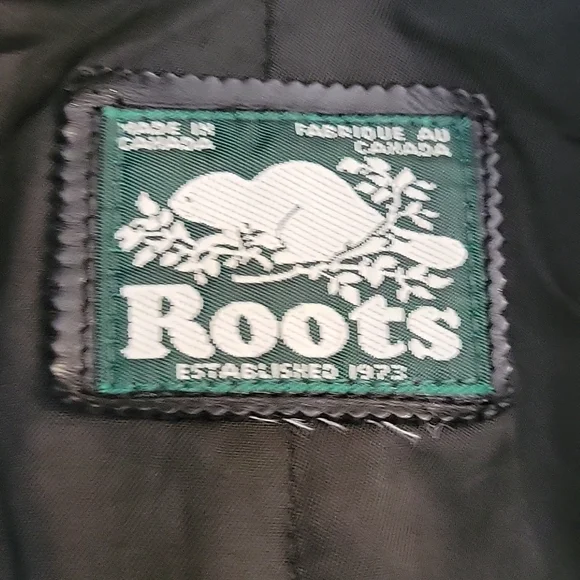 MADE IN
CANADA
FABRIQUE AU
CANADA
Roots
ESTABLISHED 1973